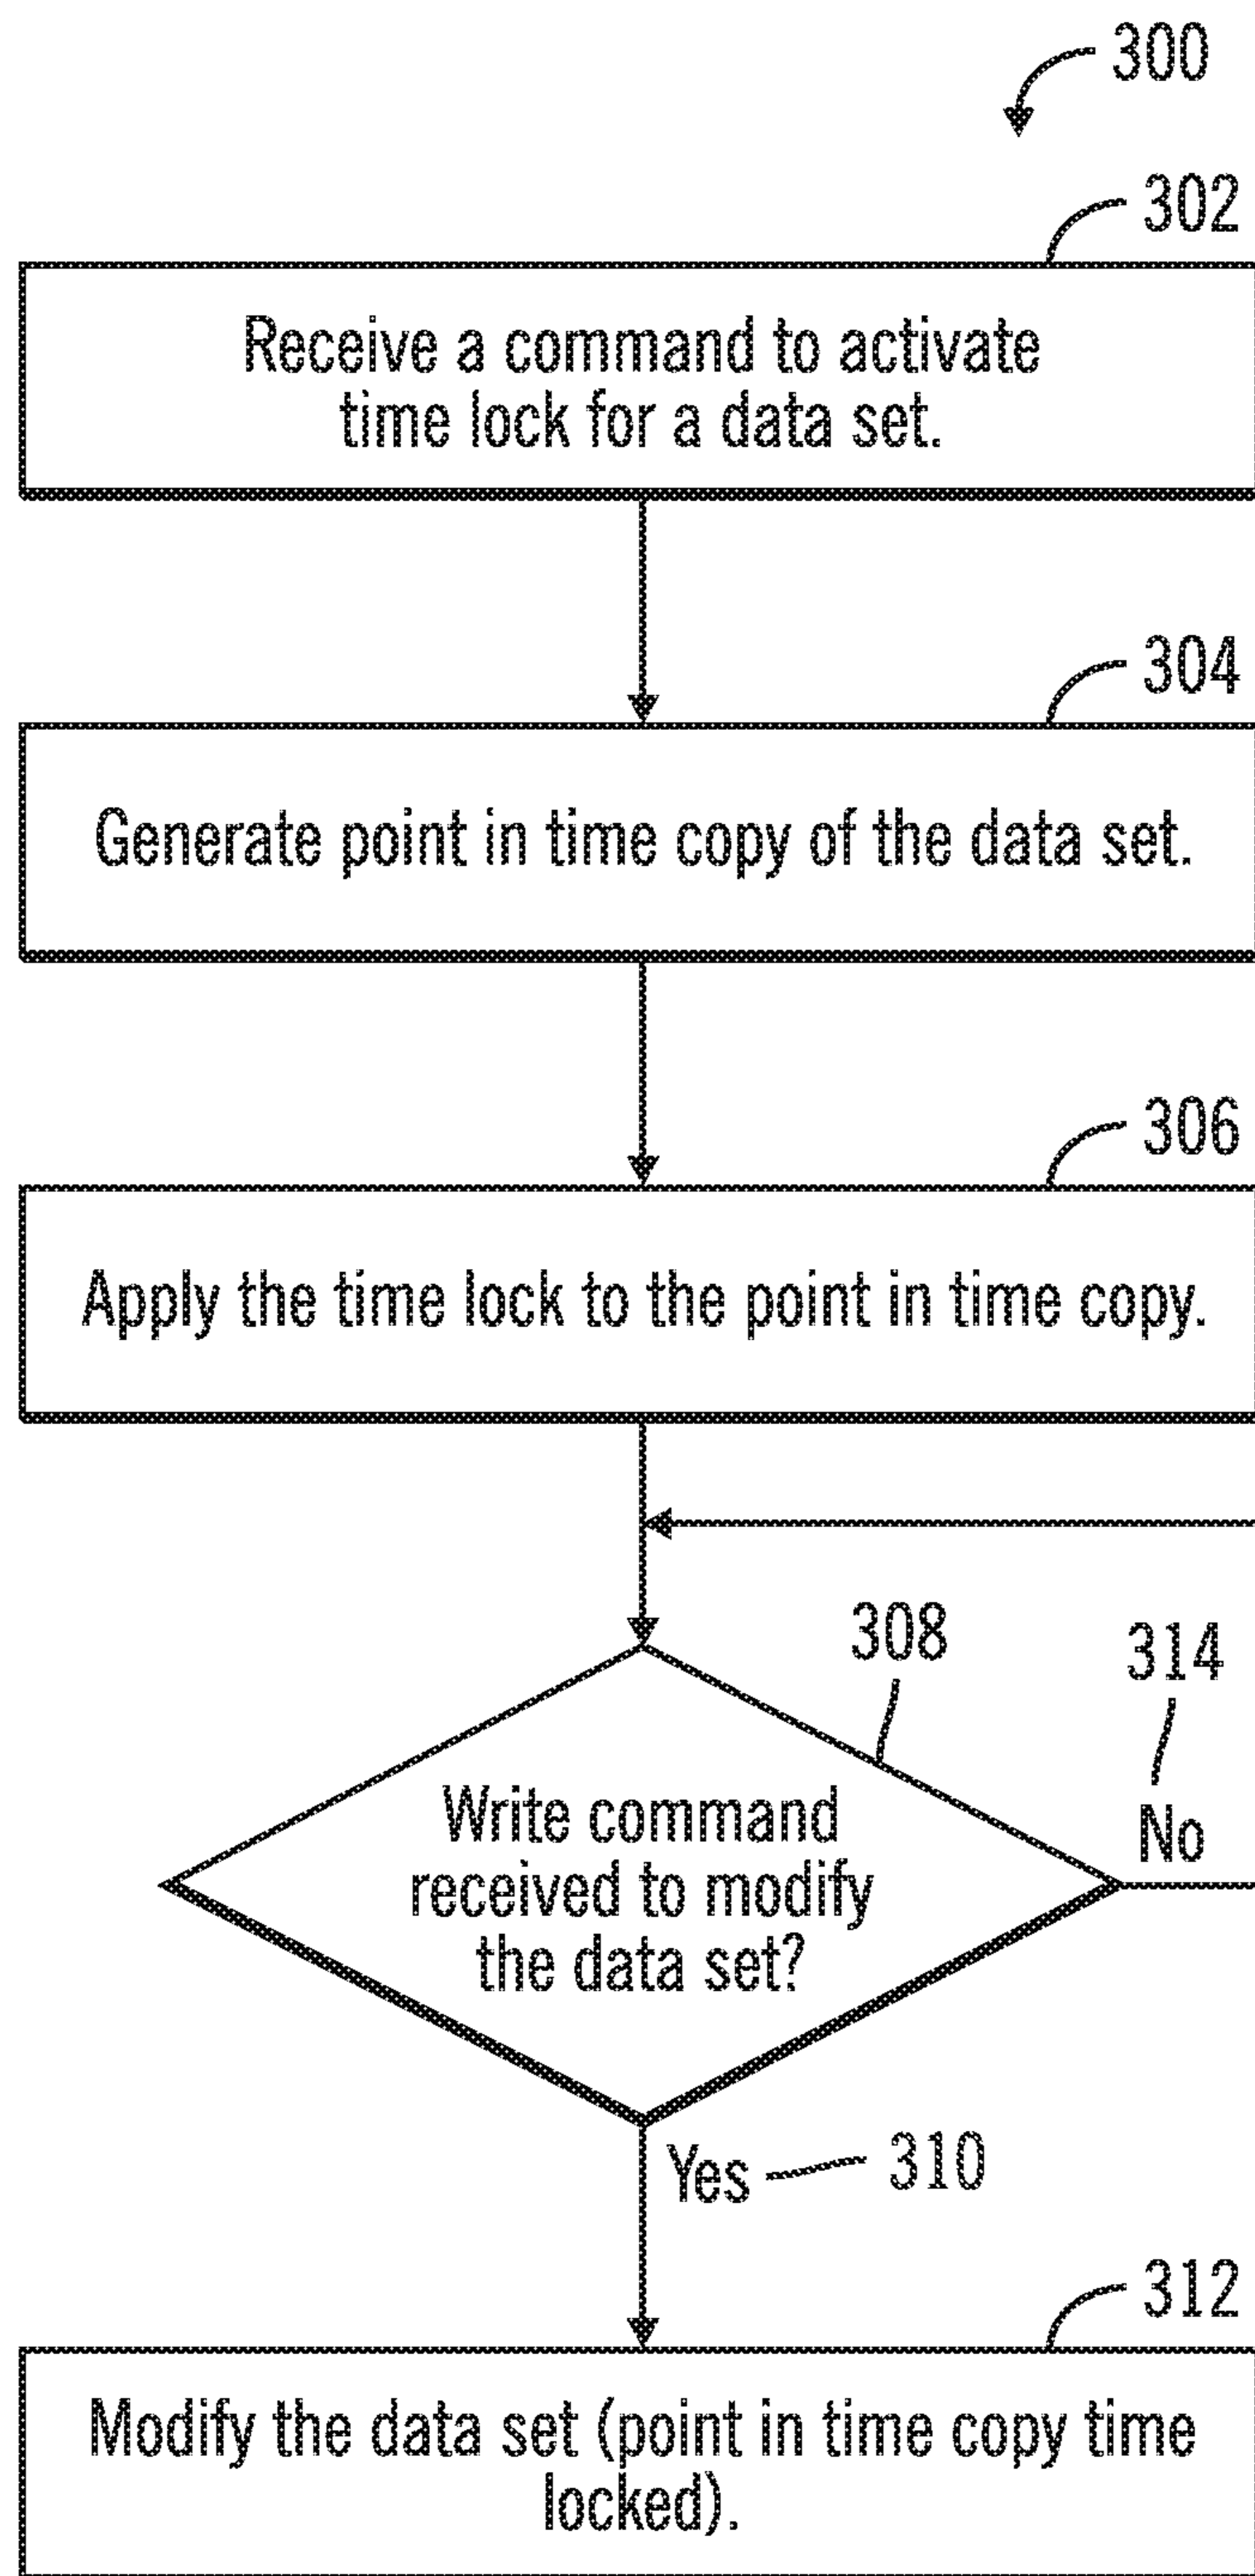 300
302
Receive a command to activate
time lock for a data set.
304
Generate point in time copy of the data set.
306
Apply the time lock to the point in time copy.
308
314
Write command
received to modify
the data set?
No
Yes
310
312
Modify the data set (point in time copy time
locked).